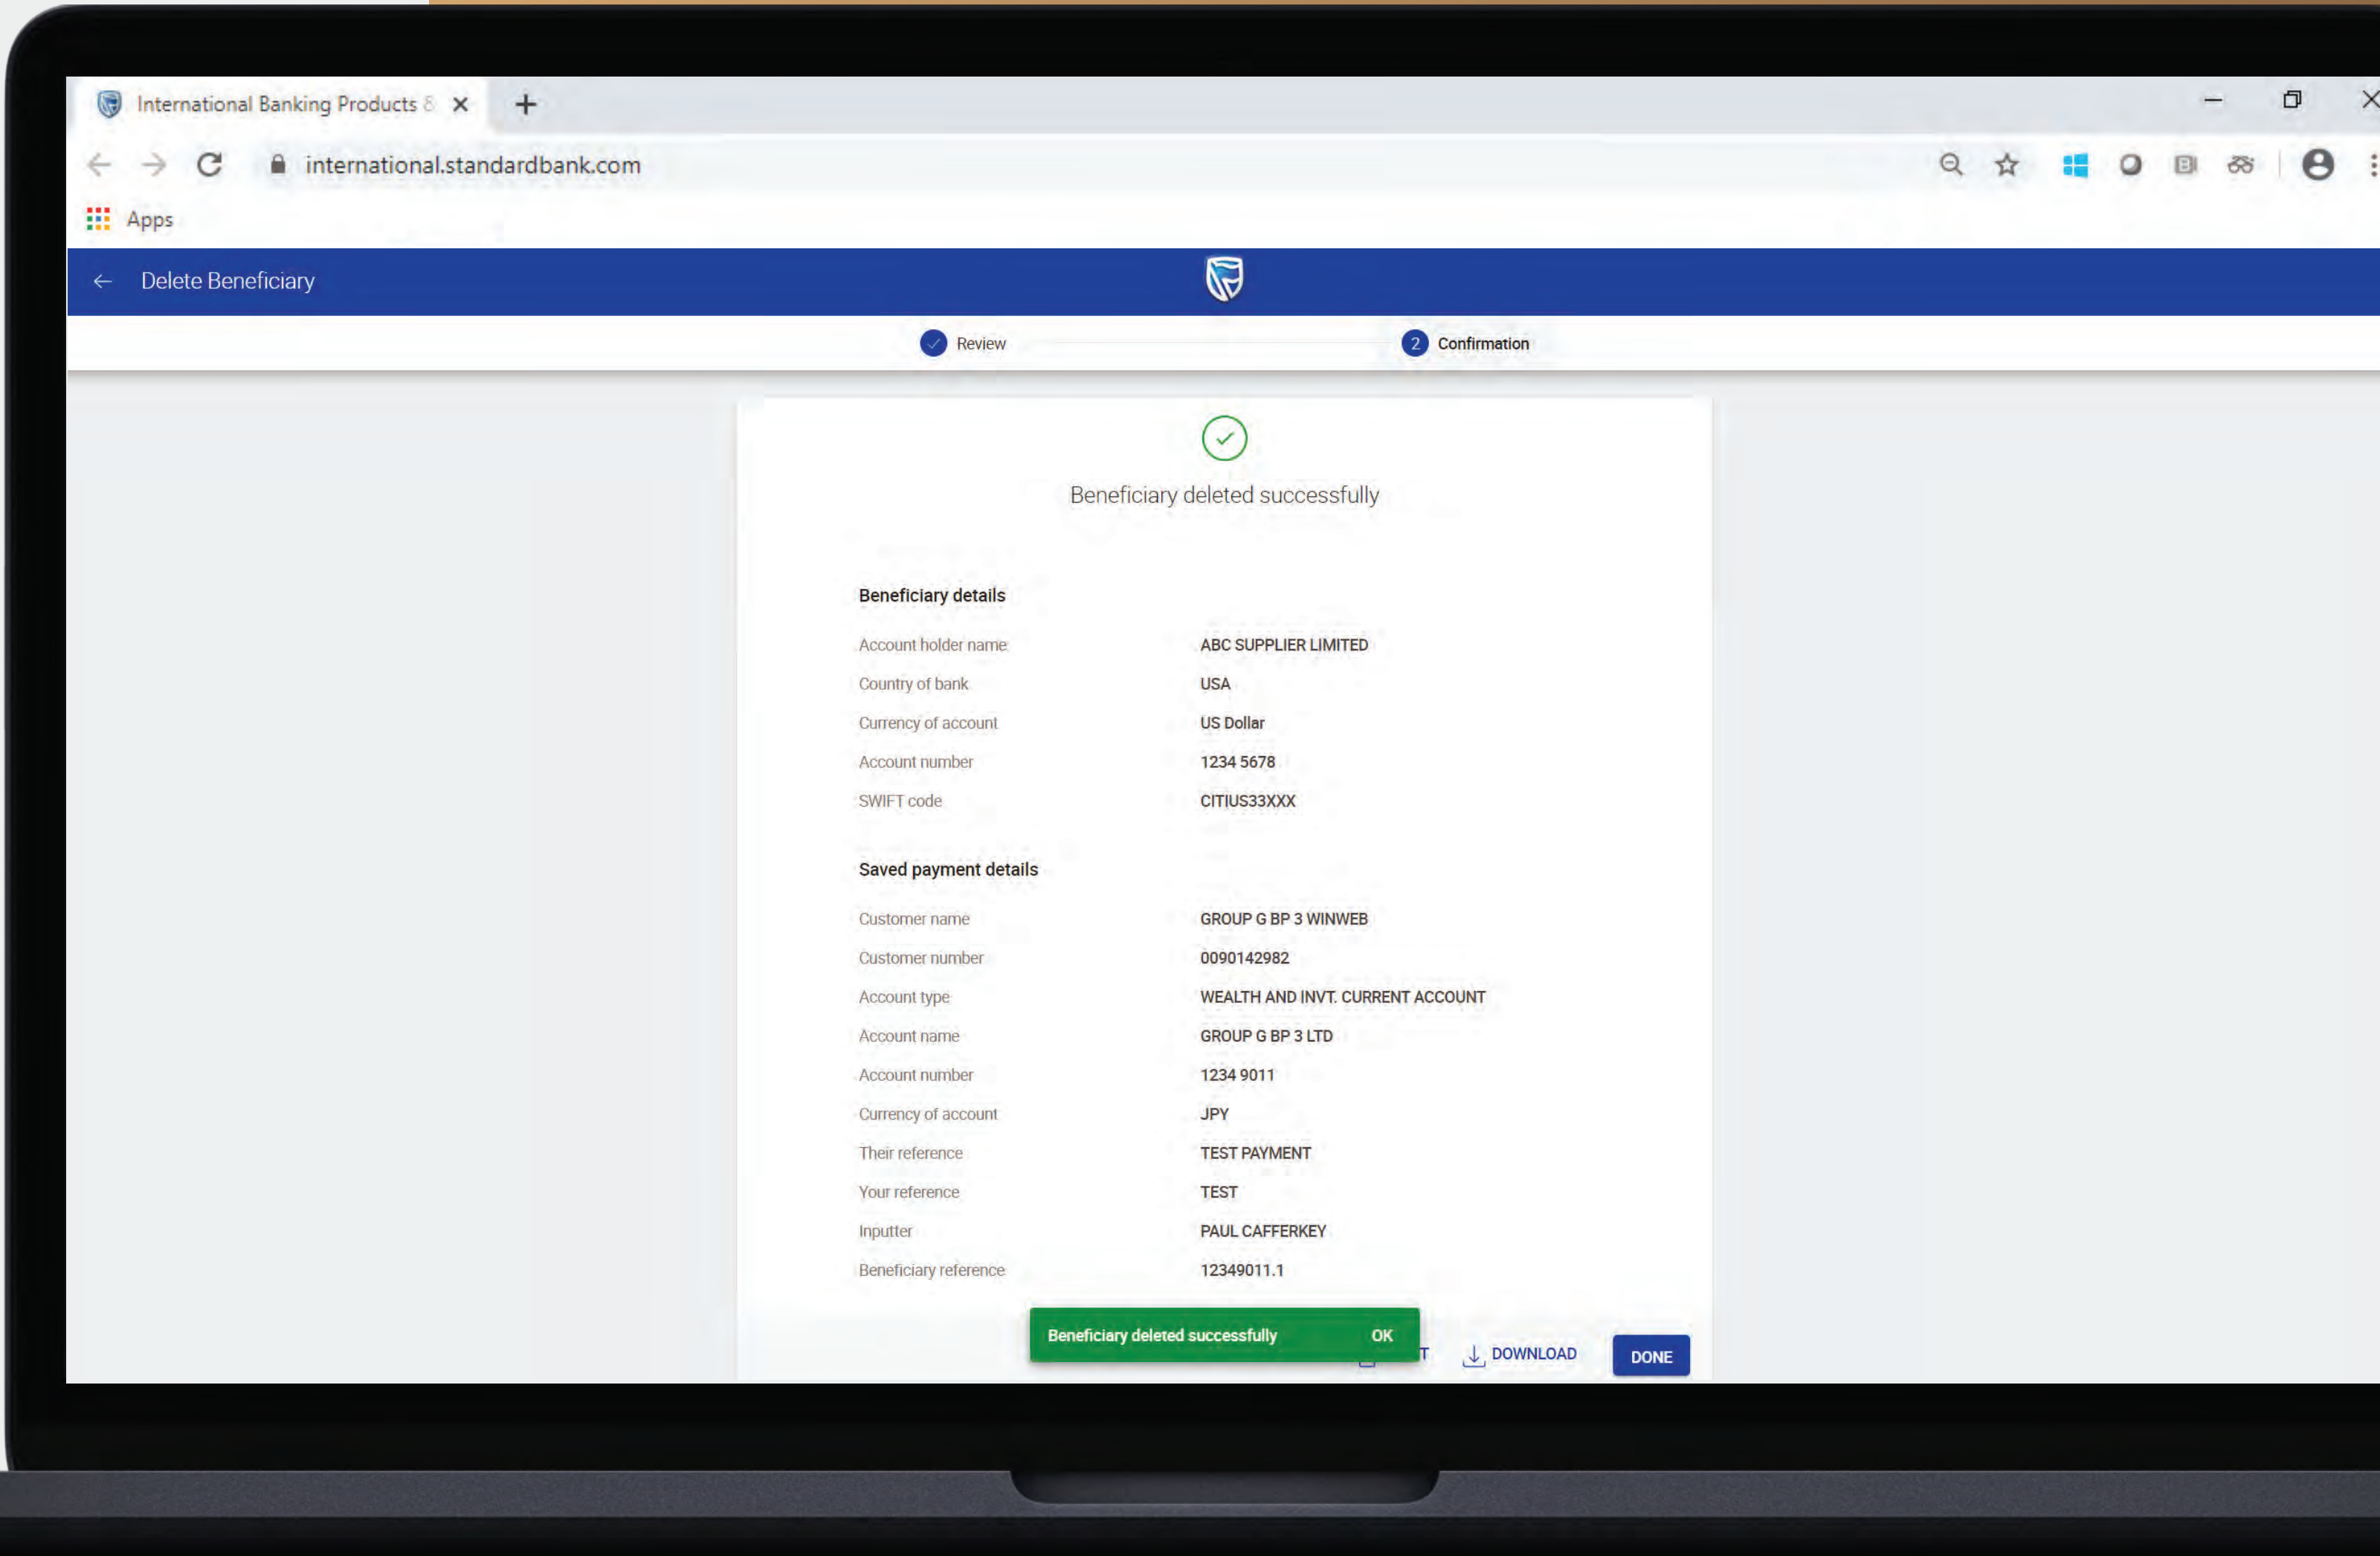 International Banking Products &
international.standardbank.com
Apps
Delete Beneficiary
Review
2 Confirmation
Beneficiary deleted successfully
Beneficiary details
Account holder name ABC SUPPLIER LIMITED
Country of bank USA
Currency of account US Dollar
Account number 1234 5678
SWIFT code CITIUS33XXX
Saved payment details
Customer name GROUP G BP 3 WINWEB
Customer number 0090142982
Account type WEALTH AND INVT. CURRENT ACCOUNT
Account name GROUP G BP 3 LTD
Account number 1234 9011
Currency of account JPY
Their reference TEST PAYMENT
Your reference TEST
Inputter PAUL CAFFERKEY
Beneficiary reference 12349011.1
Beneficiary deleted successfully OK
DOWNLOAD
DONE